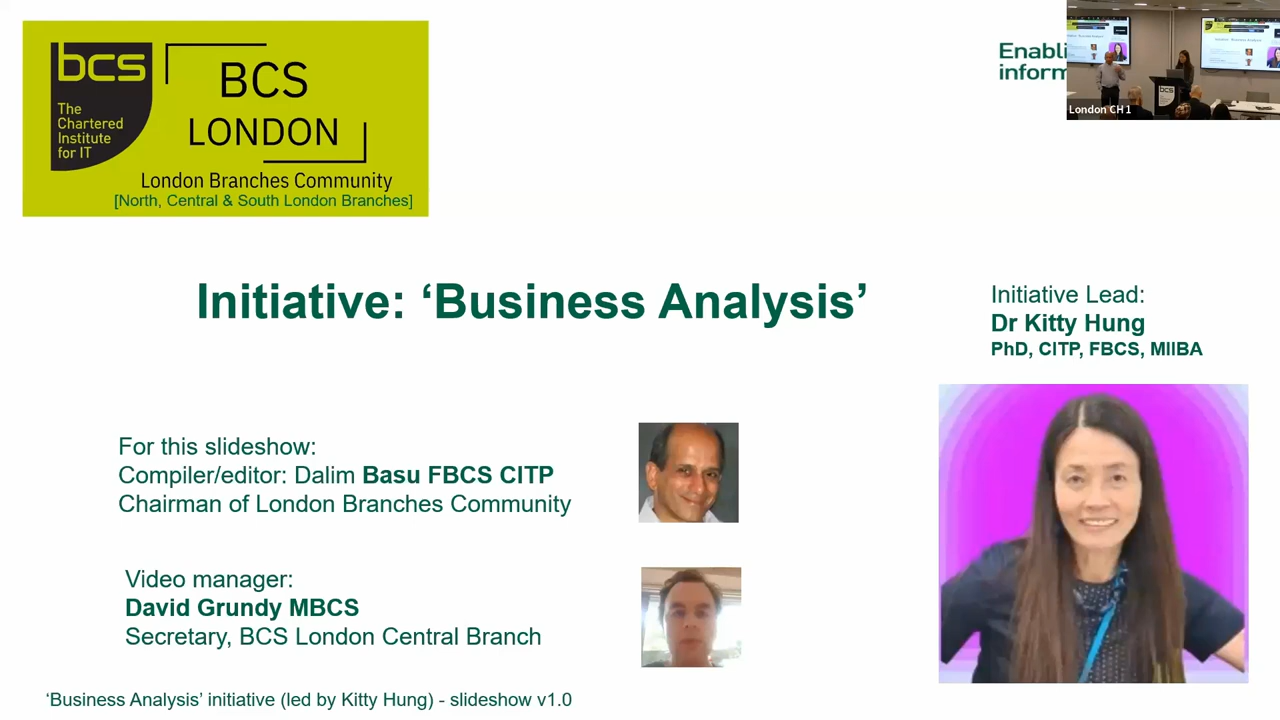 bcs
The
Chartered
Institute
for IT
BCS
LONDON
London Branches Community
[North, Central & South London Branches]
Enabli
inform
London CH 1
Initiative: ‘Business Analysis’
Initiative Lead:
Dr Kitty Hung
PhD, CITP, FBCS, MIIBA
For this slideshow:
Compiler/editor: Dalim Basu FBCS CITP
Chairman of London Branches Community
Video manager:
David Grundy MBCS
Secretary, BCS London Central Branch
‘Business Analysis’ initiative (led by Kitty Hung) - slideshow v1.0